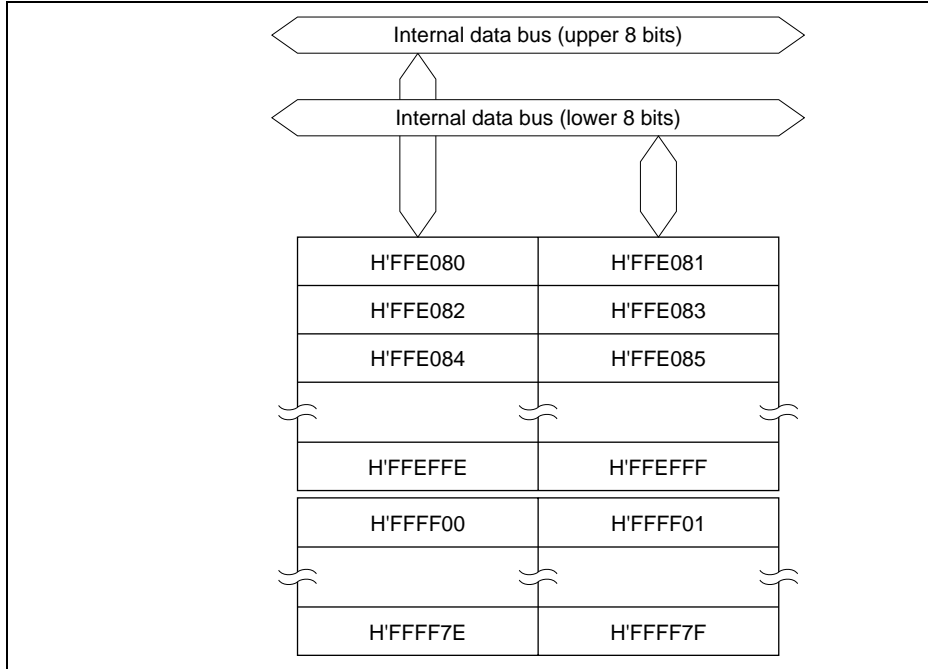 Internal data bus (upper 8 bits)
Internal data bus (lower 8 bits)
H'FFE080 H'FFE081
H'FFE082 H'FFE083
H'FFE084 H'FFE085
H'FFEFFE H'FFEFFF
H'FFFF00 H'FFFF01
H'FFFF7E H'FFFF7F